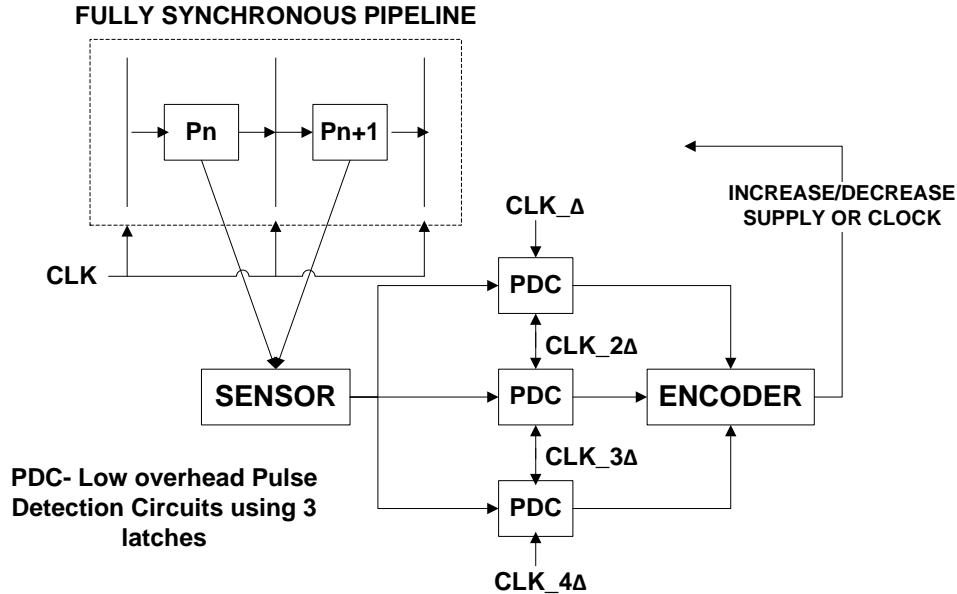 FULLY SYNCHRONOUS PIPELINE
Pn
Pn+1
CLK
CLK_Δ
INCREASE/DECREASE
SUPPLY OR CLOCK
PDC
CLK_2Δ
SENSOR
PDC
ENCODER
CLK_3Δ
PDC- Low overhead Pulse
Detection Circuits using 3
latches
PDC
CLK_4Δ